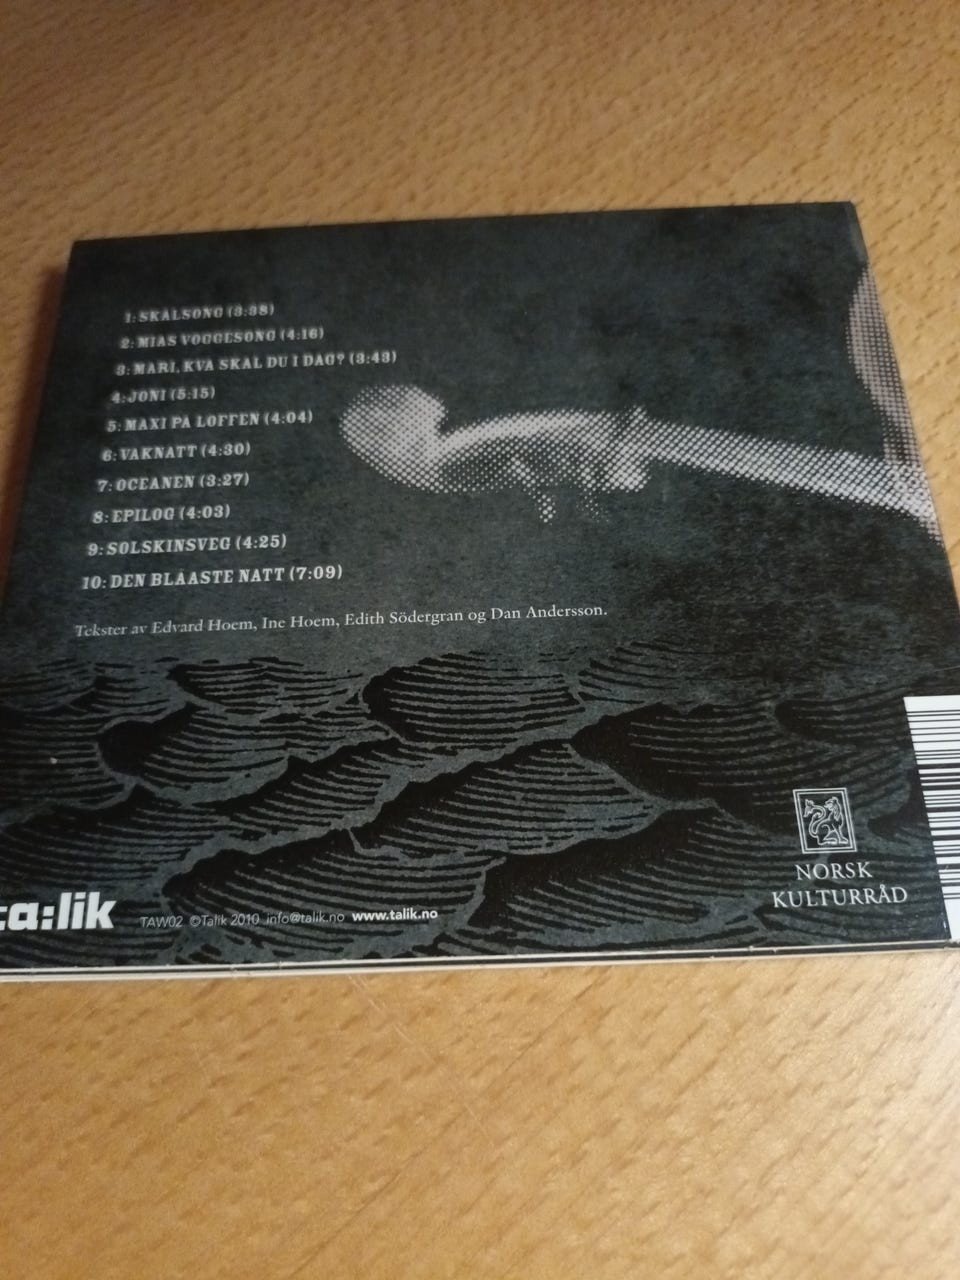 1: SKÅLSONG (3:38)
2: MIAS VOGGESONG (4:16)
3: MARI, KVA SKAL DU I DAG? (3:43)
4: JONI (5:15)
5: MAXI PÅ LOFFEN (4:04)
6: VAKNATT (4:30)
7: OCEANEN (3:27)
8: EPILOG (4:03)
9: SOLSKINSVEG (4:25)
10: DEN BLÅASTE NATT (7:09)
Tekster av Edvard Hoem, Ine Hoem, Edith Södergran og Dan Andersson.
ta:lik TAW02 ©Talik 2010 info@talik.no www.talik.no
NORSK
KULTURRÅD